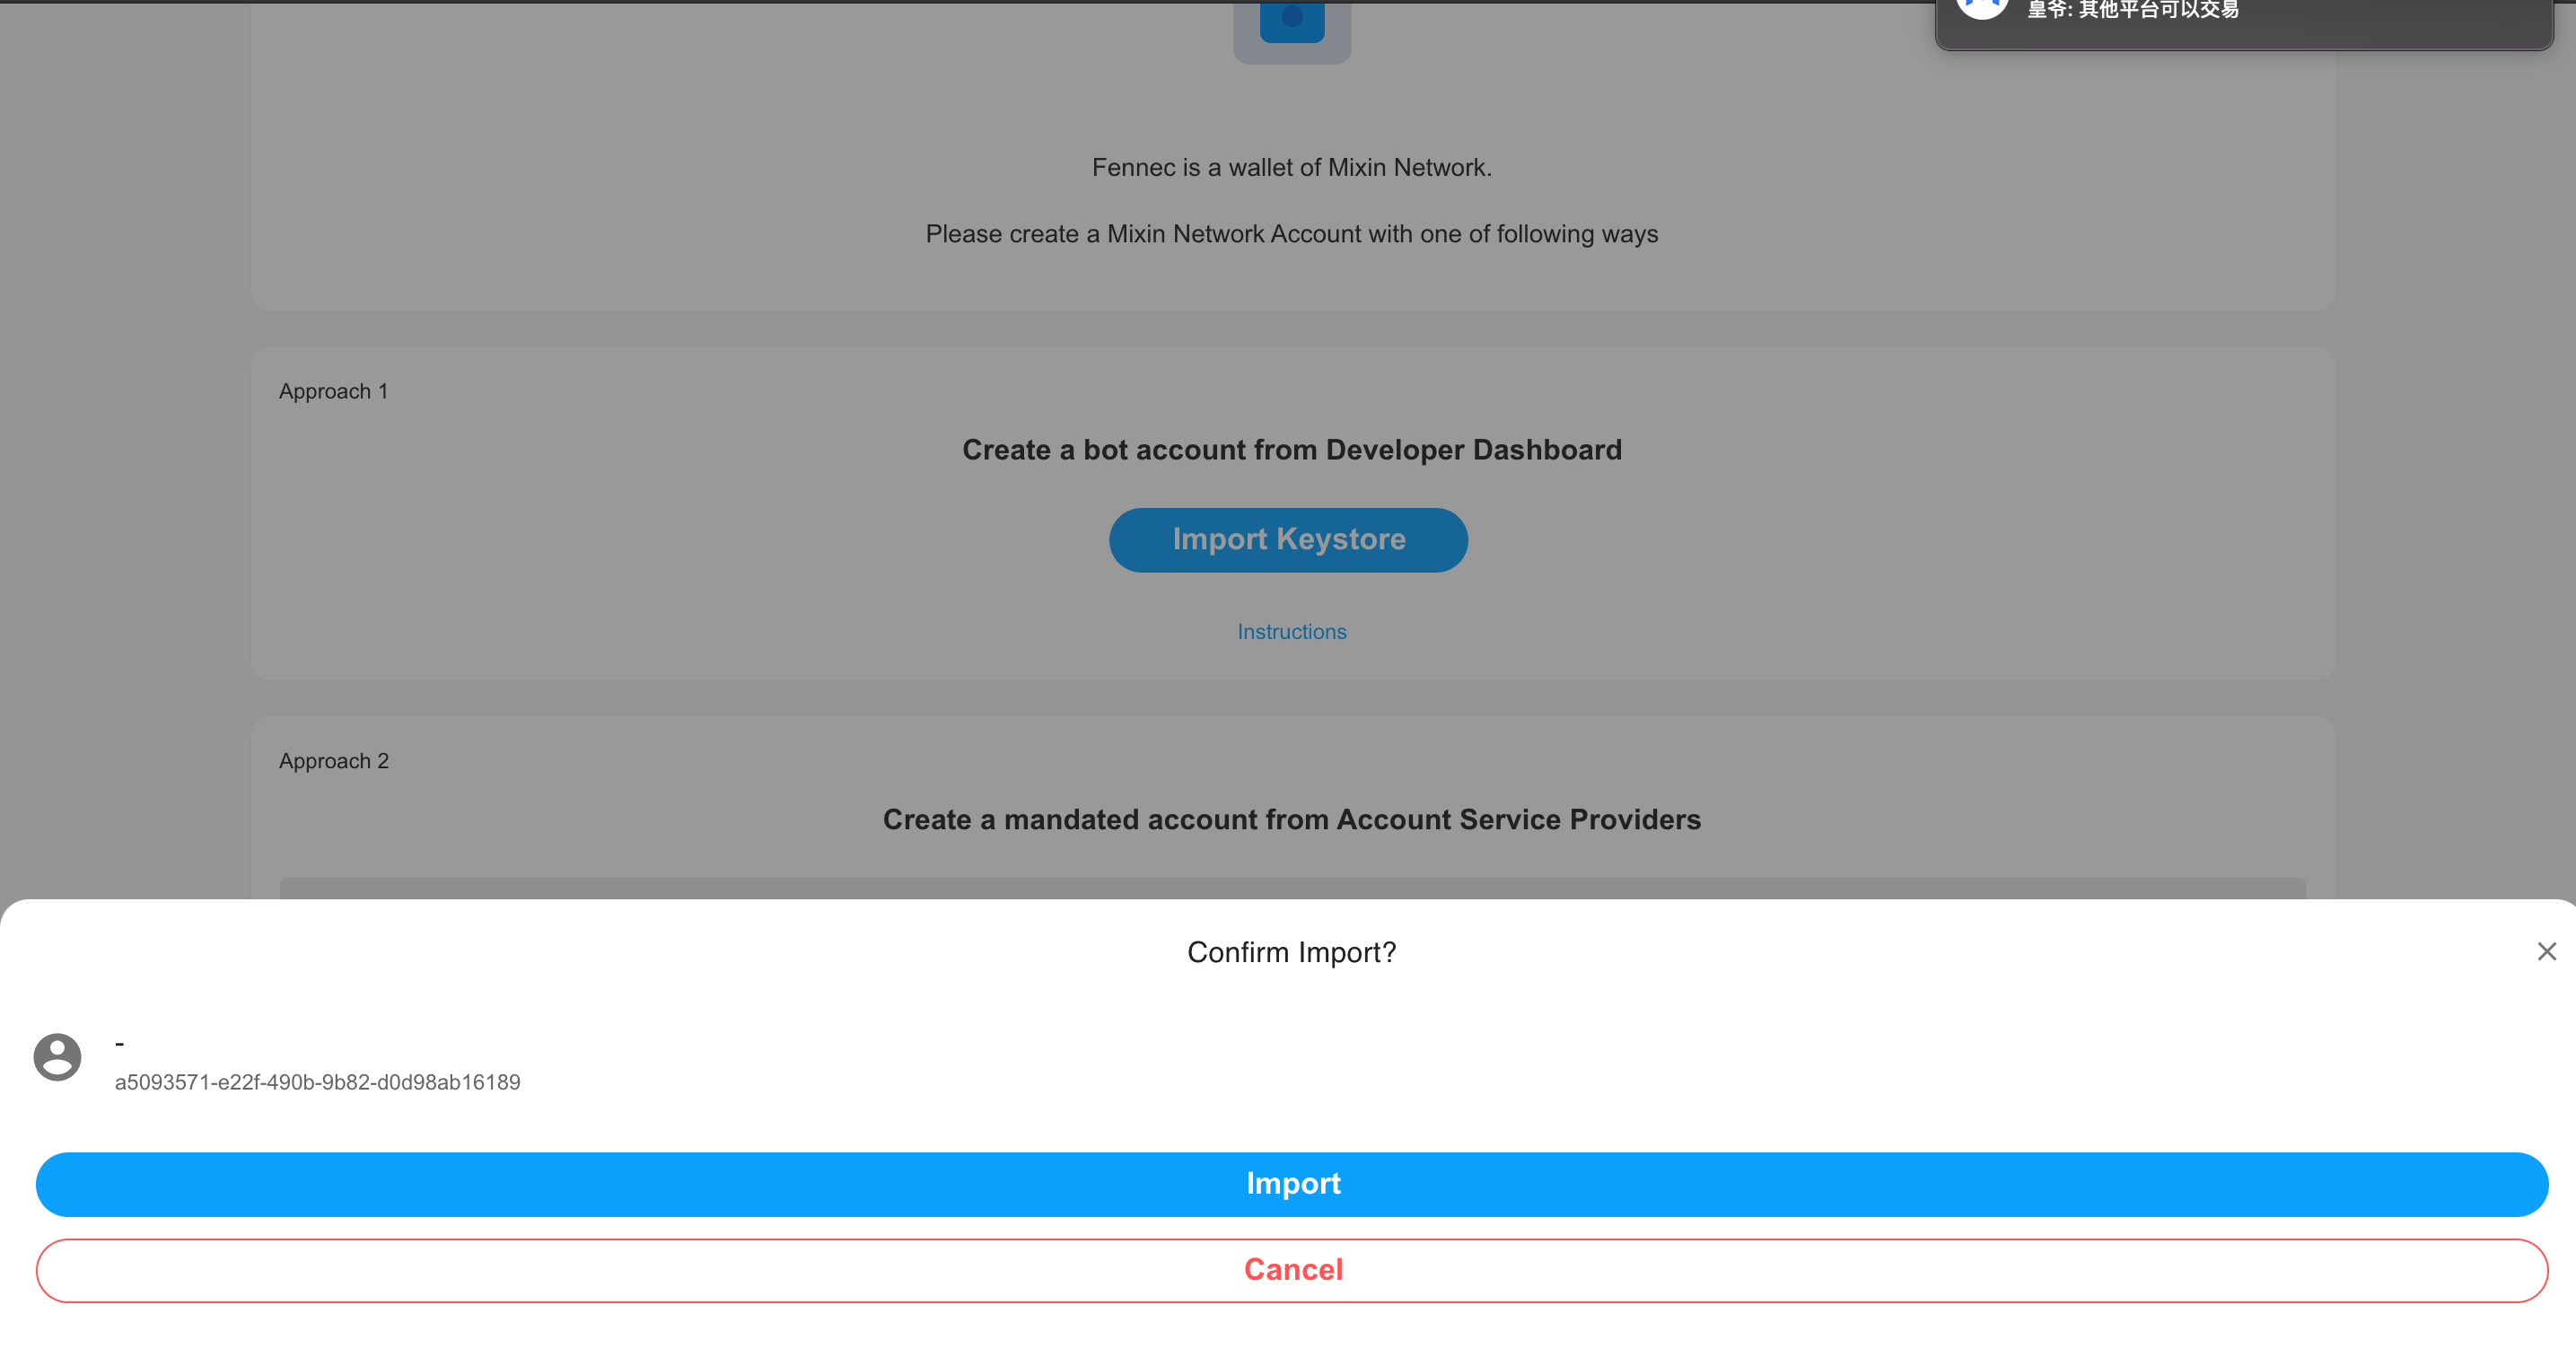 皇爷: 其他平台可以交易
Fennec is a wallet of Mixin Network.
Please create a Mixin Network Account with one of following ways
Approach 1
Create a bot account from Developer Dashboard
Import Keystore
Instructions
Approach 2
Create a mandated account from Account Service Providers
Confirm Import?
-
a5093571-e22f-490b-9b82-d0d98ab16189
Import
Cancel